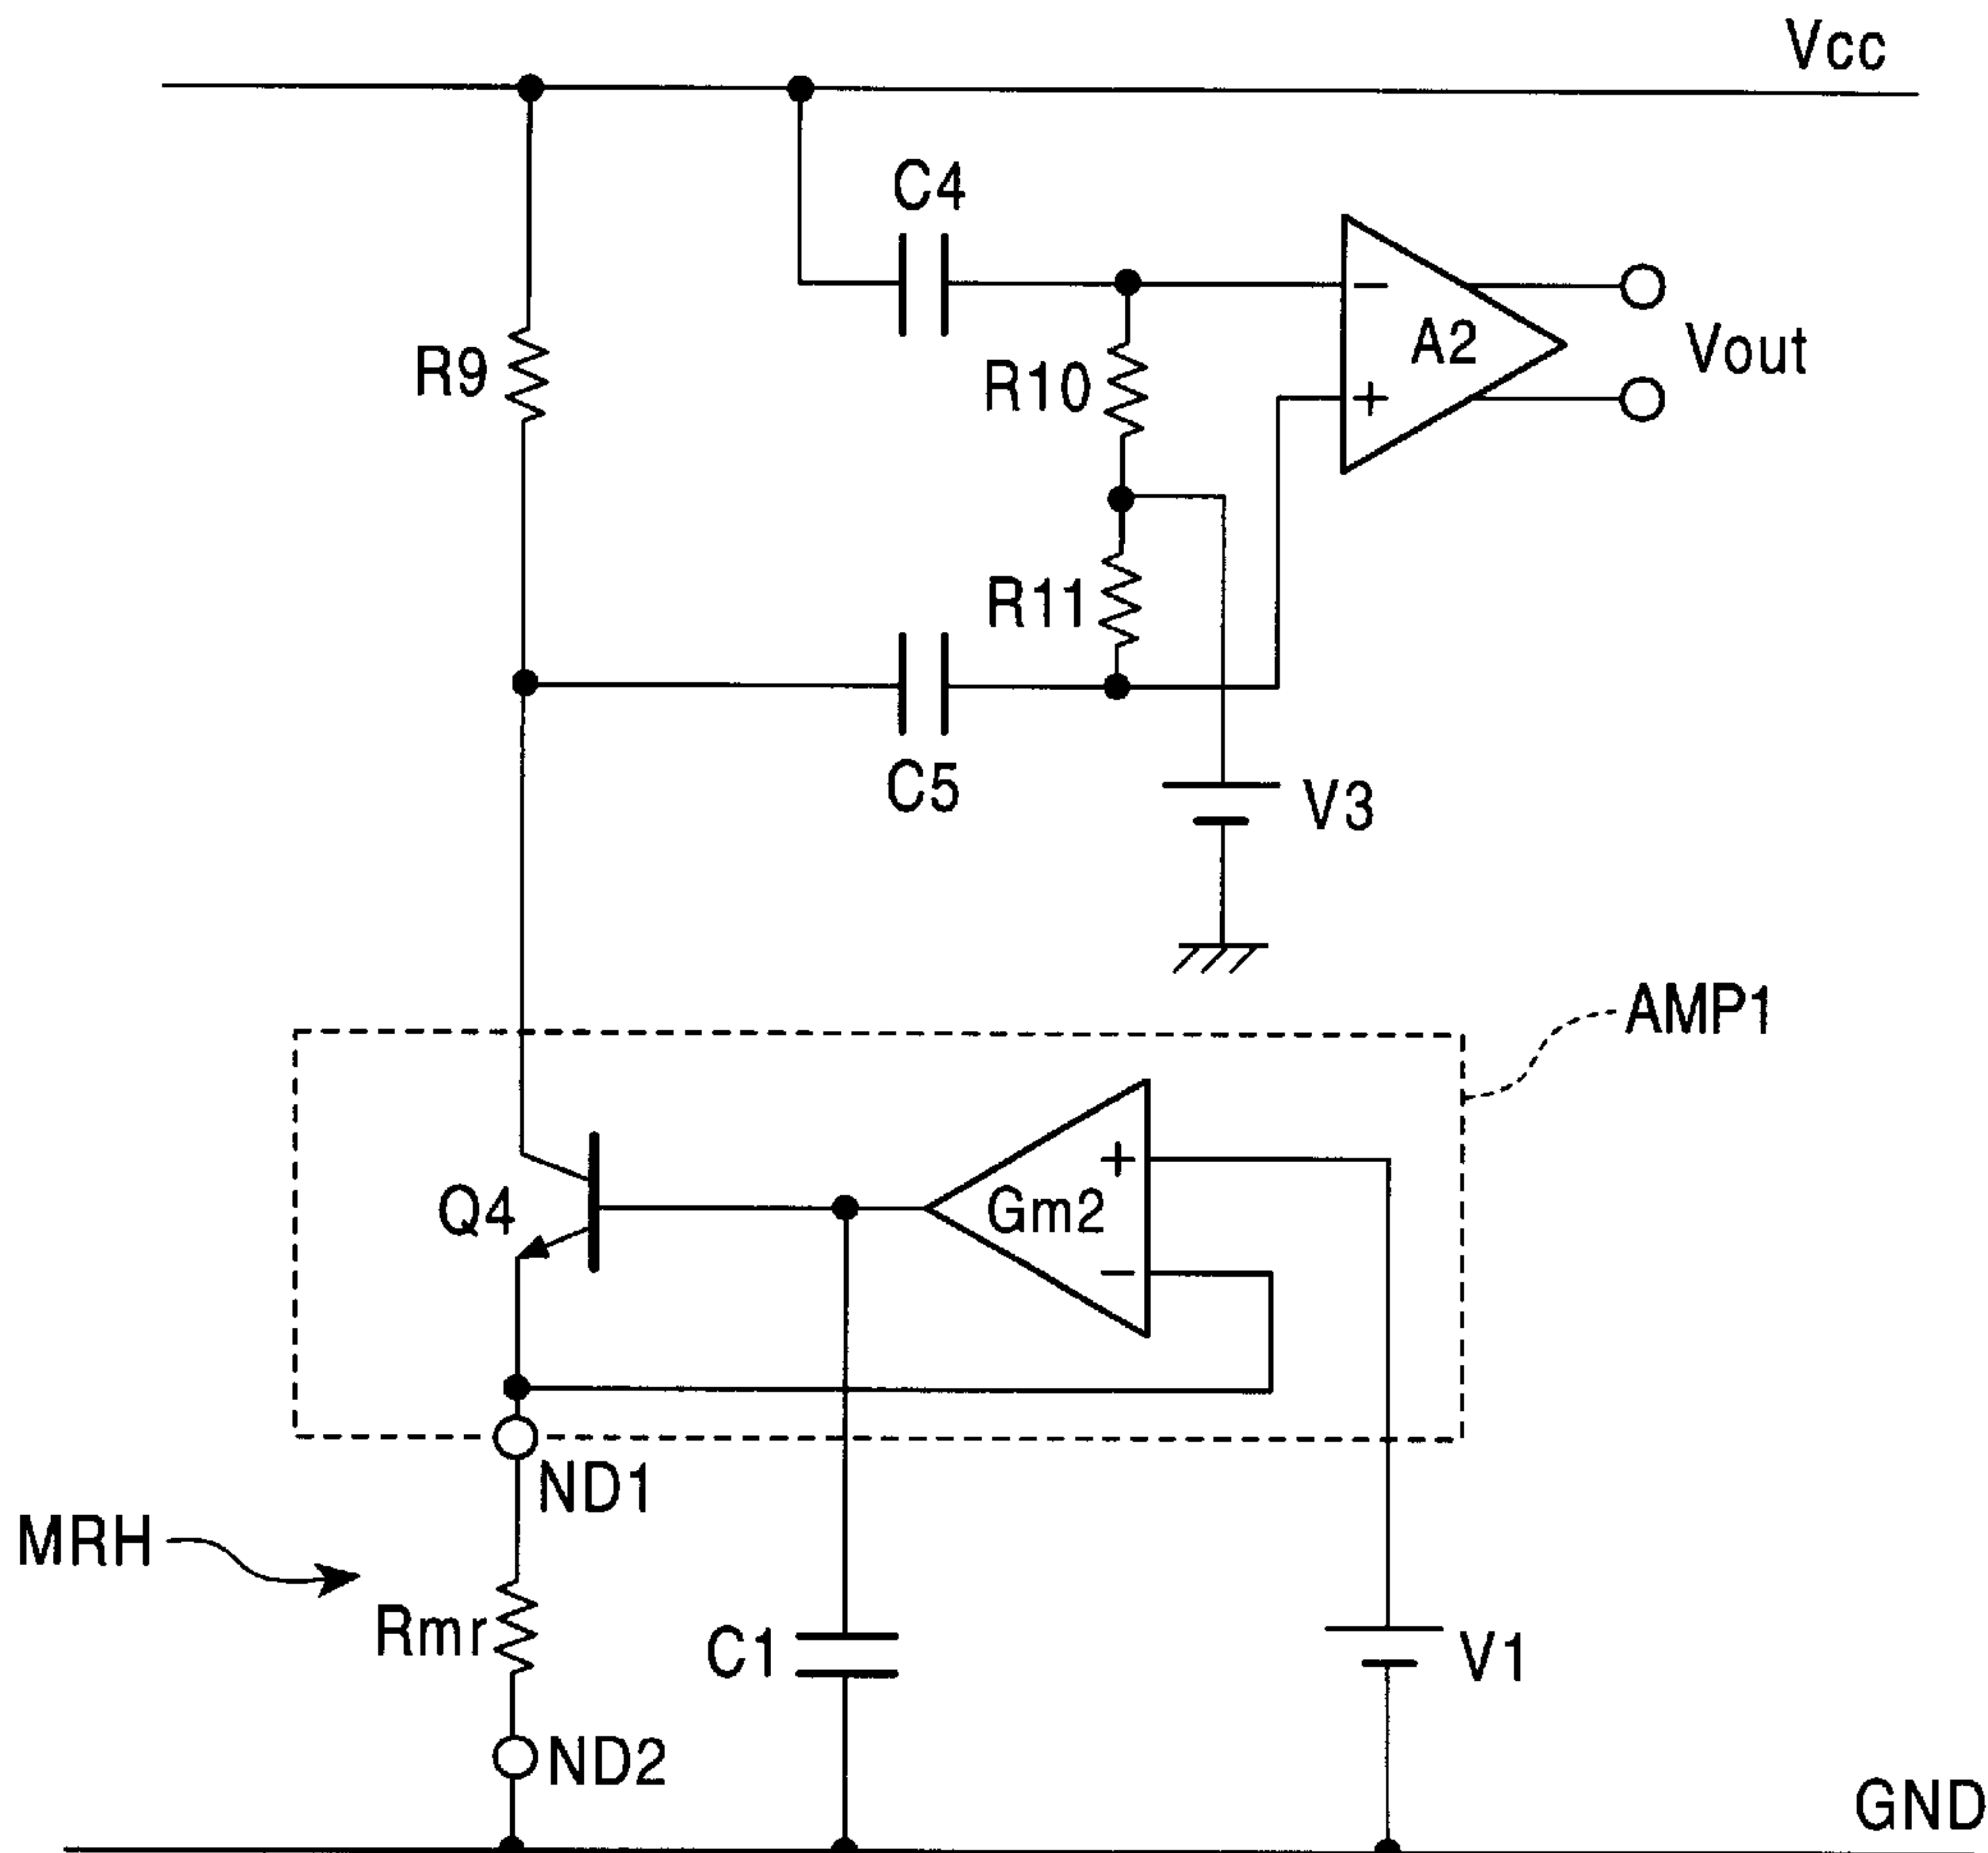 Vcc
C4
−
R9
R10
A2
Vout
+
R11
C5
V3
AMP1
+
Q4
Gm2
−
ND1
MRH
Rmr
C1
V1
ND2
GND